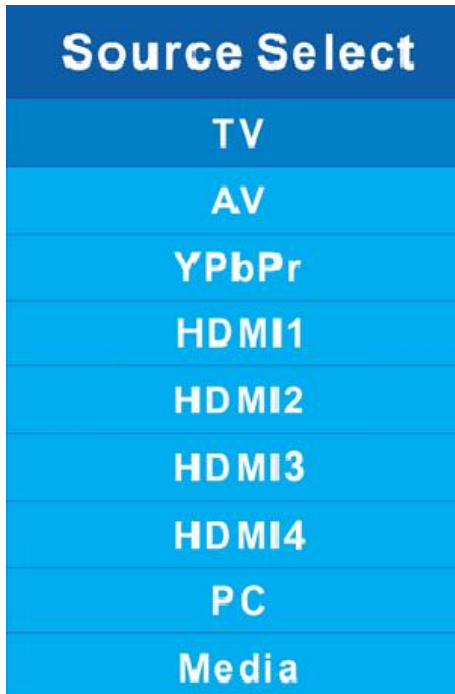 Source Select
TV
AV
YPbPr
HDMI1
HDMI2
HDMI3
HDMI4
PC
Media